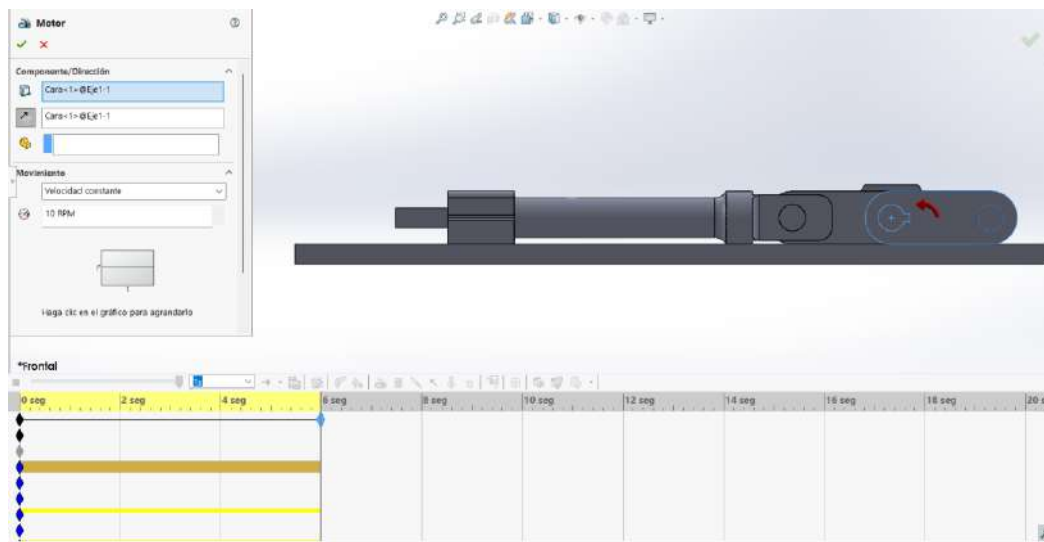 Motor
Componente/Dirección
Cara<1>@Eje1-1
Cara<1>@Eje1-1
Movimiento
Velocidad constante
10 RPM
Haga clic en el gráfico para agrandarlo
*Frontal
0 seg 2 seg 4 seg 6 seg 8 seg 10 seg 12 seg 14 seg 16 seg 18 seg 20 s